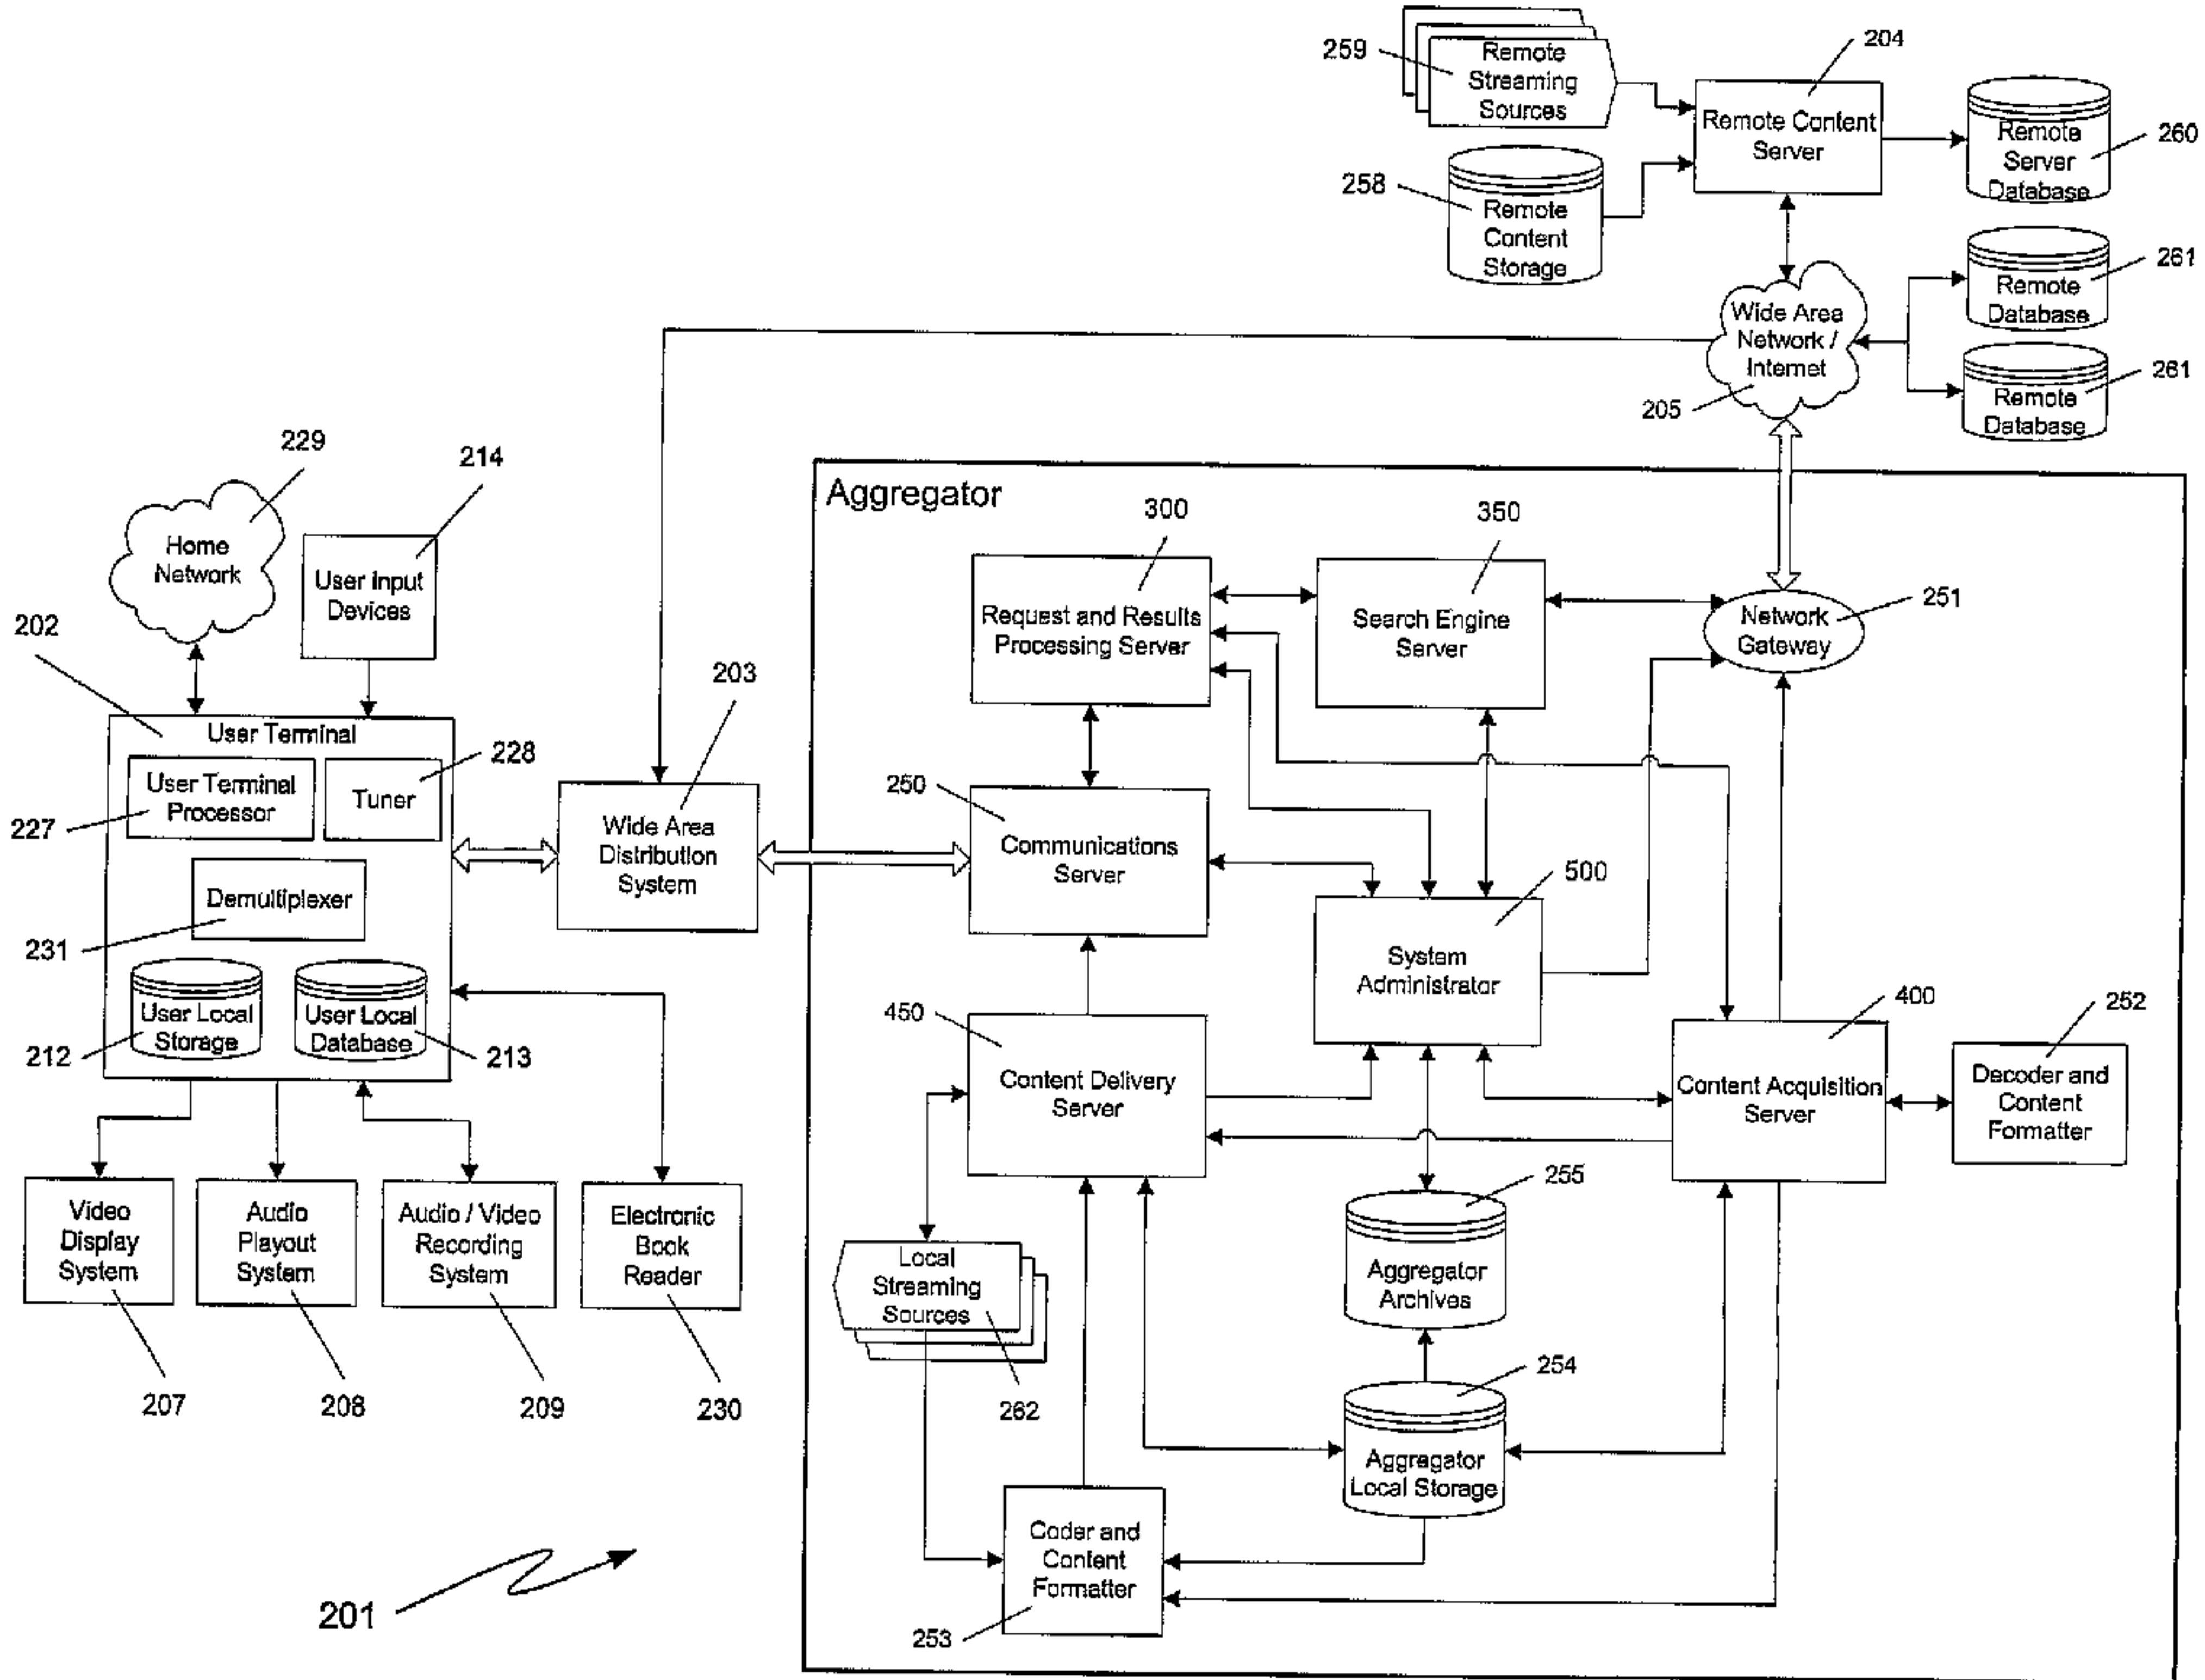 259
Remote
Streaming
Sources
204
Remote Content
Server
Remote
Server
Database
260
258
Remote
Content
Storage
Remote
Database
261
Wide Area
Network /
Internet
205
Remote
Database
261
229
214
Home
Network
User Input
Devices
202
User Terminal
User Terminal
Processor
227
Tuner
228
Demultiplexer
231
User Local
Storage
212
User Local
Database
213
203
Wide Area
Distribution
System
Video
Display
System
207
Audio
Playout
System
208
Audio / Video
Recording
System
209
Electronic
Book
Reader
230
201
Aggregator
300
Request and Results
Processing Server
350
Search Engine
Server
Network
Gateway
251
250
Communications
Server
500
System
Administrator
450
Content Delivery
Server
400
Content Acquisition
Server
252
Decoder and
Content
Formatter
255
Aggregator
Archives
Local
Streaming
Sources
262
254
Aggregator
Local Storage
Coder and
Content
Formatter
253